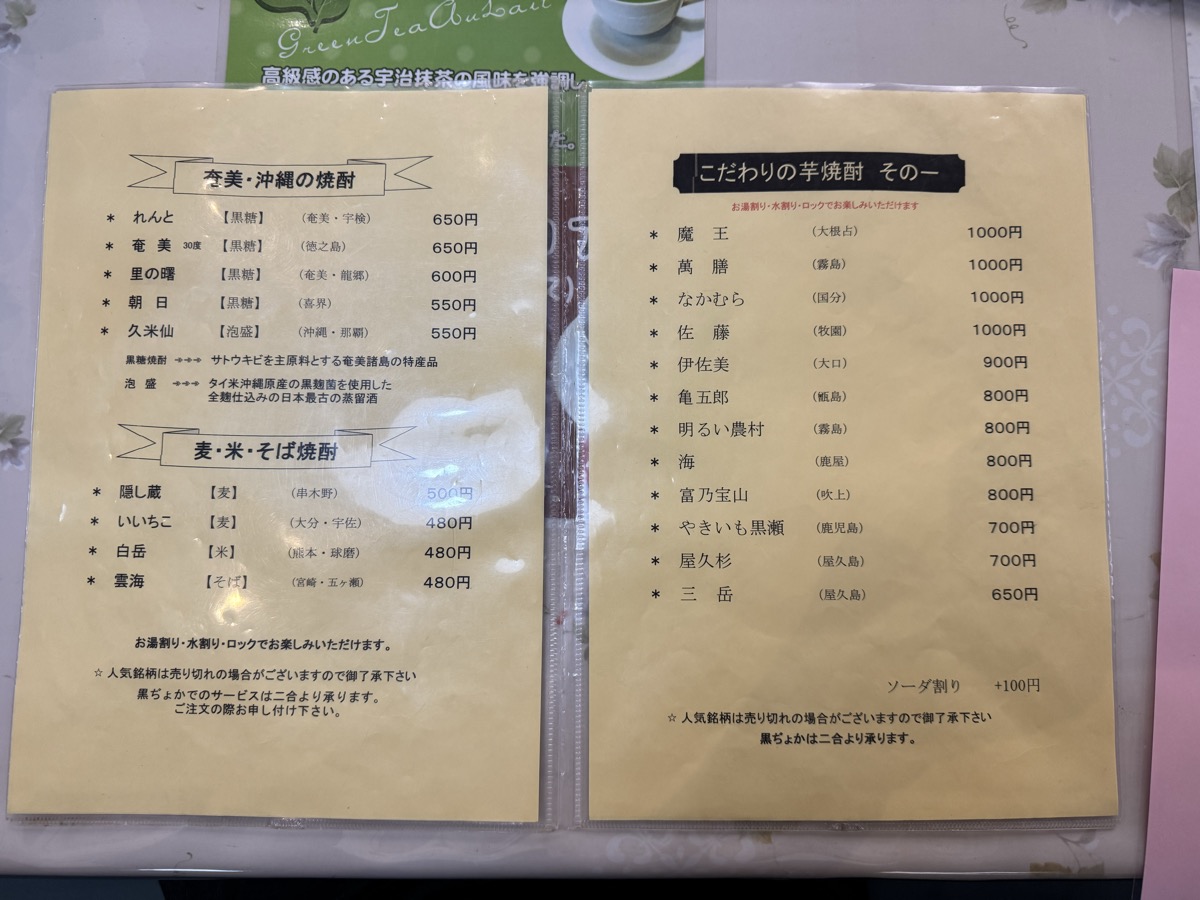 GreenTeaAuLait
高級感のある宇治抹茶の風味を強調し
た。
奄美・沖縄の焼酎
* れんと 【黒糖】 (奄美・宇検) 650円
* 奄 美 30度 【黒糖】 (徳之島) 650円
* 里の曙 【黒糖】 (奄美・龍郷) 600円
* 朝 日 【黒糖】 (喜界) 550円
* 久米仙 【泡盛】 (沖縄・那覇) 550円
黒糖焼酎 ➾➾➾ サトウキビを主原料とする奄美諸島の特産品
泡 盛 ➾➾➾ タイ米沖縄原産の黒麹菌を使用した
全麹仕込みの日本最古の蒸留酒
麦・米・そば焼酎
* 隠し蔵 【麦】 (串木野) 500円
* いいちこ 【麦】 (大分・宇佐) 480円
* 白岳 【米】 (熊本・球磨) 480円
* 雲海 【そば】 (宮崎・五ヶ瀬) 480円
お湯割り・水割り・ロックでお楽しみいただけます。
☆ 人気銘柄は売り切れの場合がございますので御了承下さい
黒ぢょかでのサービスは二合より承ります。
ご注文の際お申し付け下さい。
こだわりの芋焼酎 その一
お湯割り・水割り・ロックでお楽しみいただけます
* 魔 王 (大根占) 1000円
* 萬 膳 (霧島) 1000円
* なかむら (国分) 1000円
* 佐 藤 (牧園) 1000円
* 伊佐美 (大口) 900円
* 亀五郎 (甑島) 800円
* 明るい農村 (霧島) 800円
* 海 (鹿屋) 800円
* 富乃宝山 (吹上) 800円
* やきいも黒瀬 (鹿児島) 700円
* 屋久杉 (屋久島) 700円
* 三 岳 (屋久島) 650円
ソーダ割り +100円
☆ 人気銘柄は売り切れの場合がございますので御了承下さい
黒ぢょかは二合より承ります。